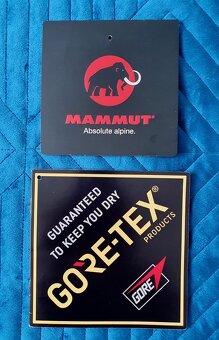 MAMMUT®
Absolute alpine.
GUARANTEED
TO KEEP YOU DRY
GORE-TEX®
PRODUCTS
GORE